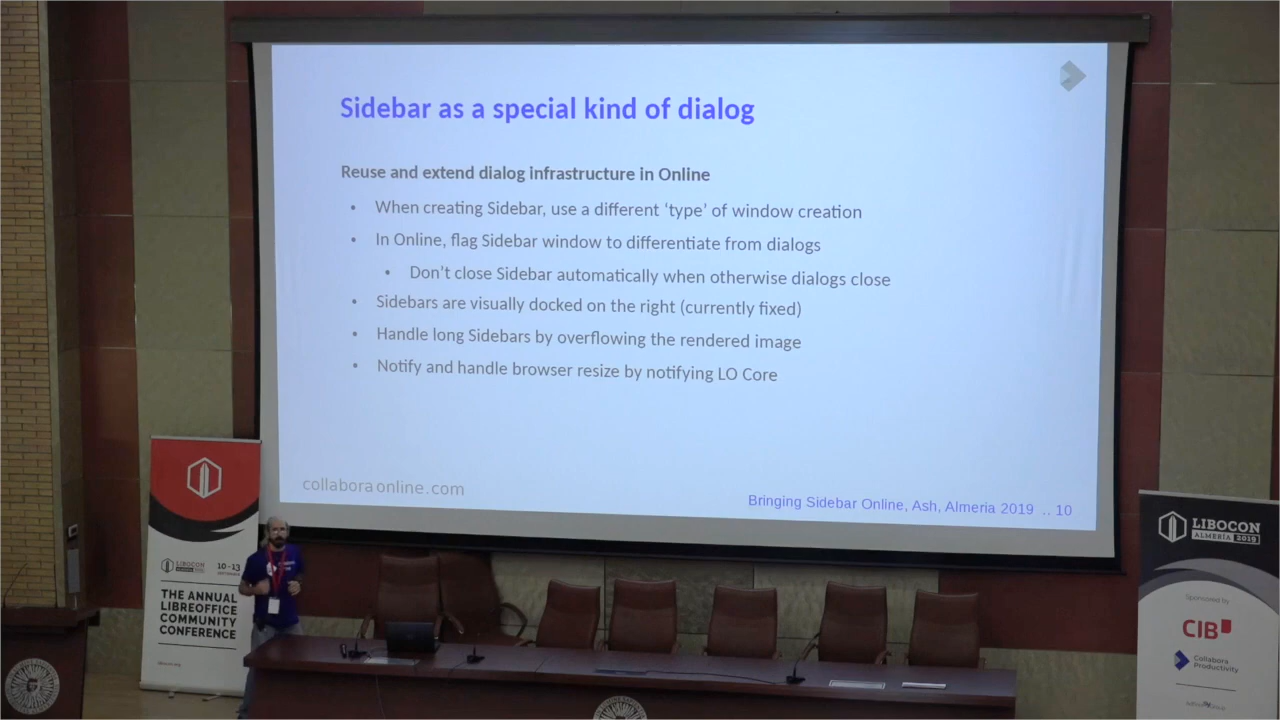 Sidebar as a special kind of dialog
Reuse and extend dialog infrastructure in Online
• When creating Sidebar, use a different ‘type’ of window creation
• In Online, flag Sidebar window to differentiate from dialogs
• Don’t close Sidebar automatically when otherwise dialogs close
• Sidebars are visually docked on the right (currently fixed)
• Handle long Sidebars by overflowing the rendered image
• Notify and handle browser resize by notifying LO Core
collaboraonline.com
Bringing Sidebar Online, Ash, Almeria 2019 .. 10
LIBOCON
10-13
THE ANNUAL
LIBREOFFICE
COMMUNITY
CONFERENCE
LIBOCON
ALMERÍA 2019
Sponsored by
CIB
Collabora
Productivity